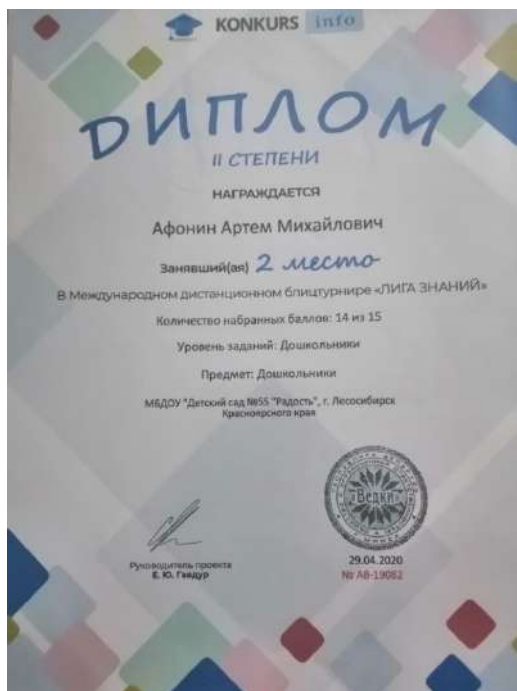 KONKURS info
ДИПЛОМ
II СТЕПЕНИ
НАГРАЖДАЕТСЯ
Афонин Артем Михайлович
Занявший(ая) 2 место
В Международном дистанционном блицтурнире «ЛИГА ЗНАНИЙ»
Количество набранных баллов: 14 из 15
Уровень заданий: Дошкольники
Предмет: Дошкольники
МБДОУ "Детский сад №55 "Радость", г. Лесосибирск
Красноярского края
«Ведки»
Руководитель проекта
Е. Ю. Гавдур
29.04.2020
№ АВ-19082